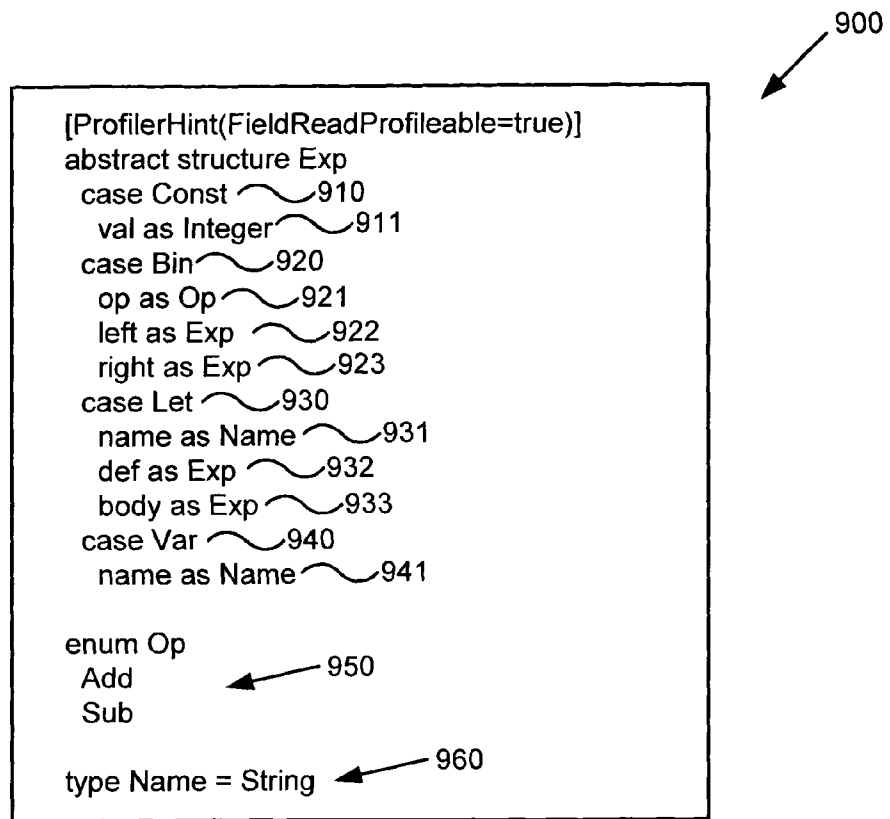 900
[ProfilerHint(FieldReadProfileable=true)]
abstract structure Exp
case Const 910
val as Integer 911
case Bin 920
op as Op 921
left as Exp 922
right as Exp 923
case Let 930
name as Name 931
def as Exp 932
body as Exp 933
case Var 940
name as Name 941
enum Op
Add 950
Sub
type Name = String 960